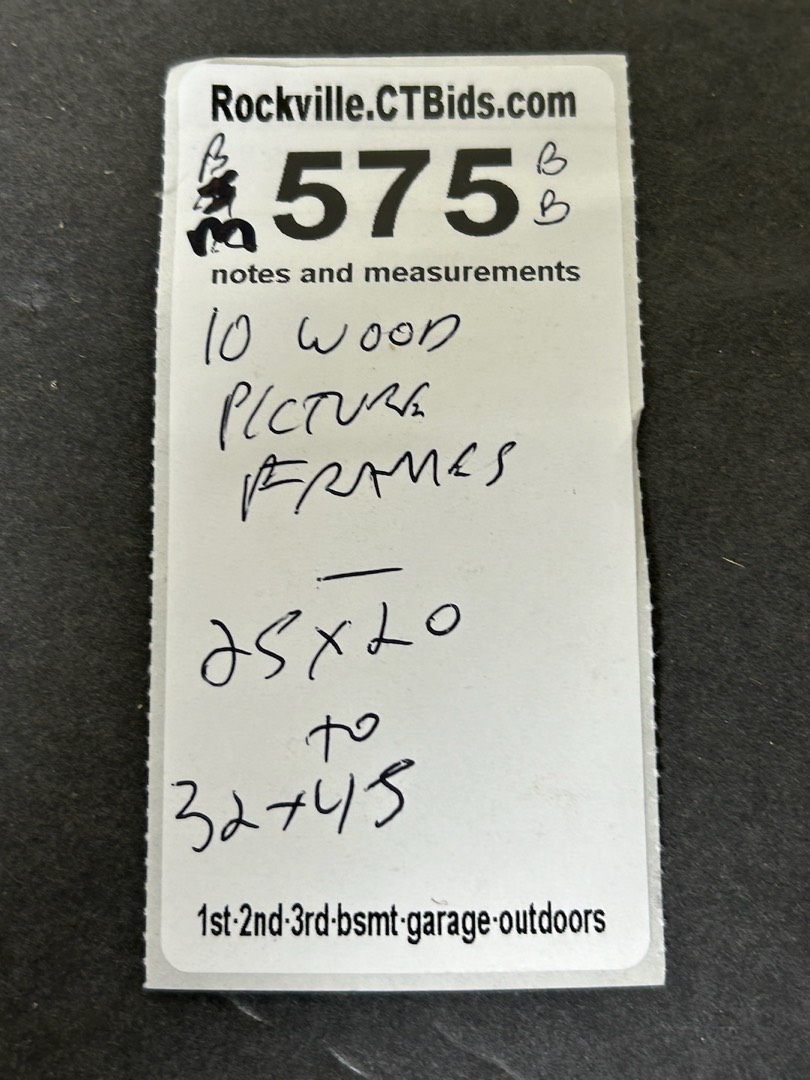 Rockville.CTBids.com
B 575 B
m B
notes and measurements
10 WOOD
PICTURE
FRAMES
—
25x20
to
32x45
1st·2nd·3rd·bsmt·garage·outdoors